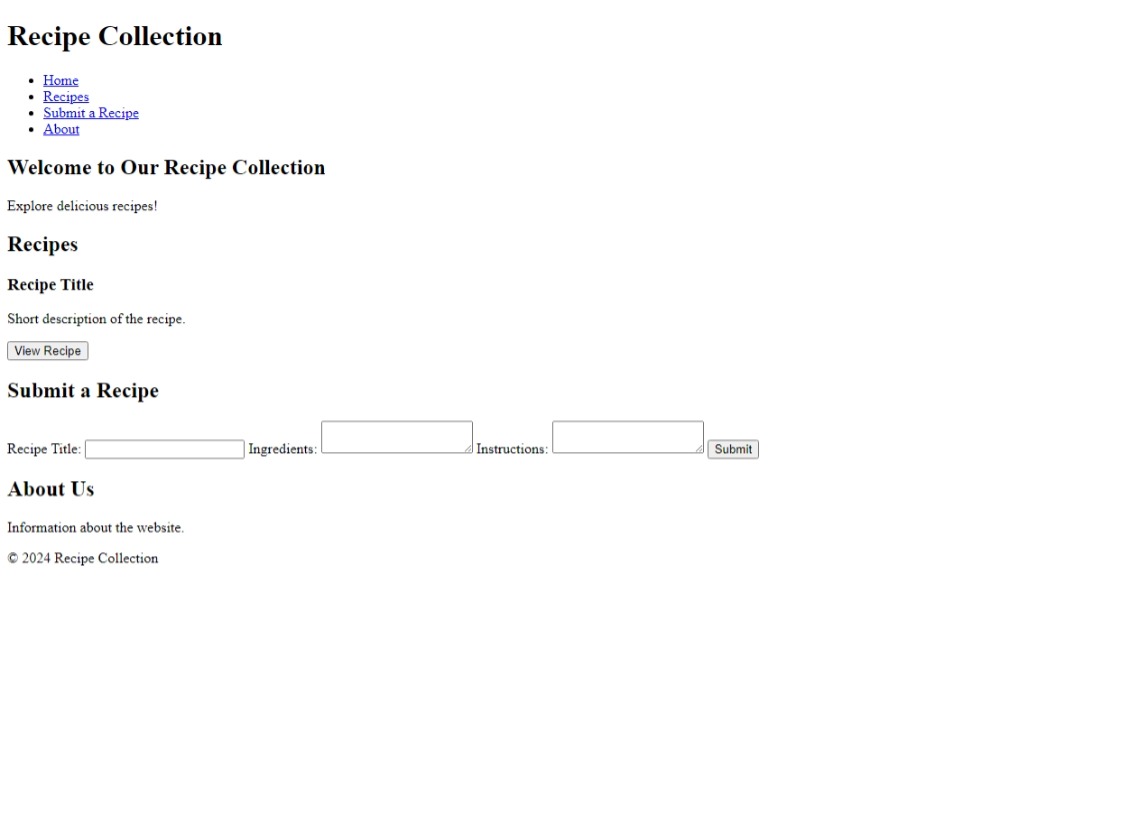 Recipe Collection
Home
Recipes
Submit a Recipe
About
Welcome to Our Recipe Collection
Explore delicious recipes!
Recipes
Recipe Title
Short description of the recipe.
View Recipe
Submit a Recipe
Recipe Title: Ingredients: Instructions: Submit
About Us
Information about the website.
© 2024 Recipe Collection